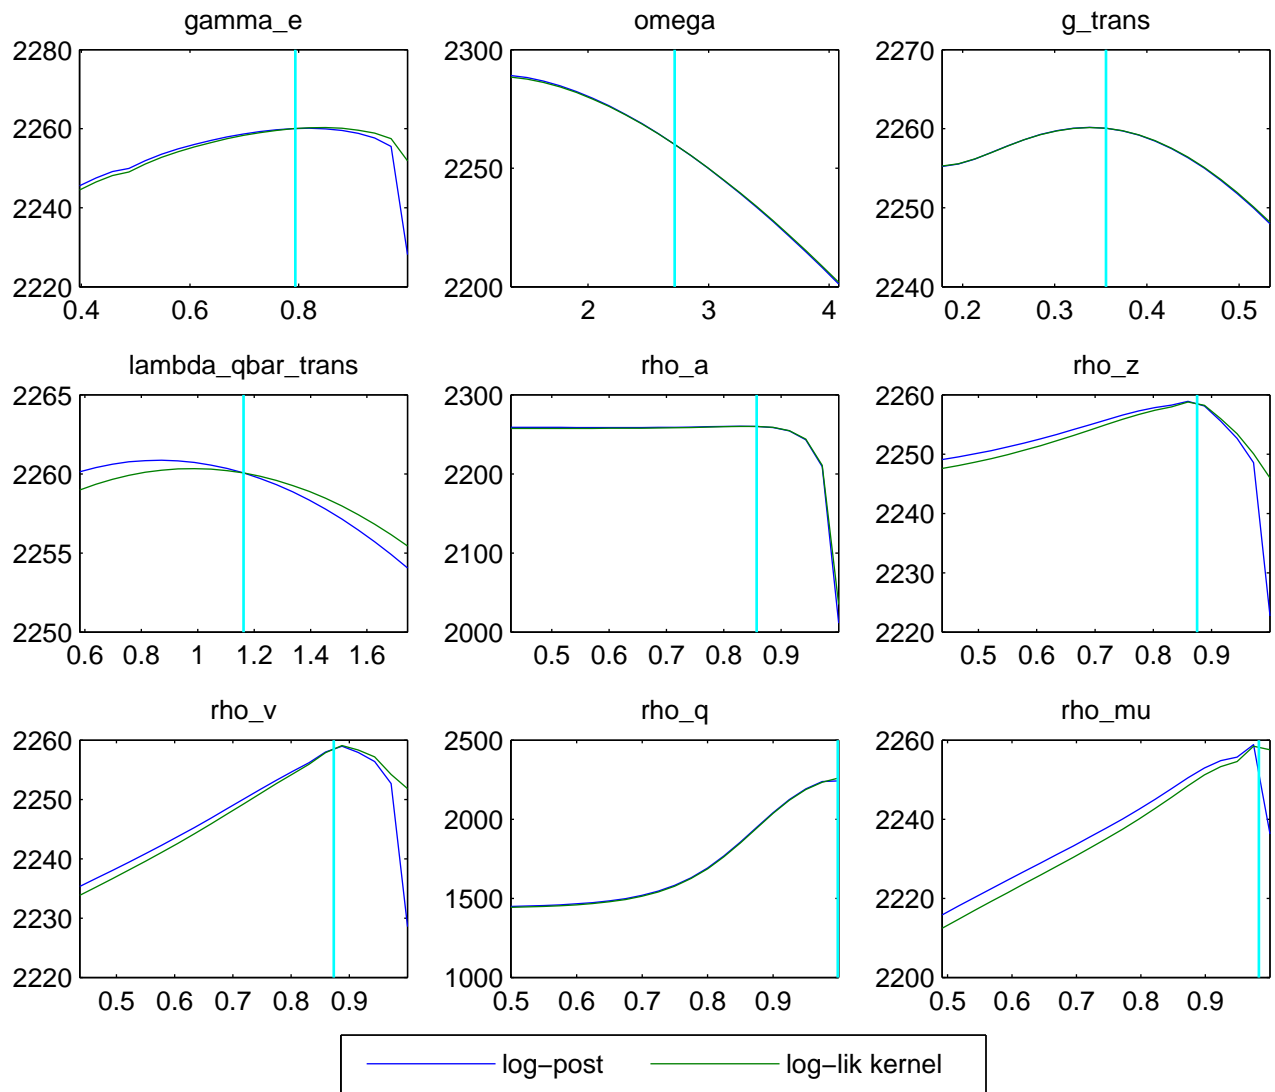 gamma_e omega g_trans
2280 2300 2270
2260 2250 2260
2240 2250
2220 2200 2240
0.4 0.6 0.8 2 3 4 0.2 0.3 0.4 0.5
lambda_qbar_trans rho_a rho_z
2265 2300 2260
2260 2200 2250
2240
2255 2100 2230
2250 2000 2220
0.6 0.8 1 1.2 1.4 1.6 0.5 0.6 0.7 0.8 0.9 0.5 0.6 0.7 0.8 0.9
rho_v rho_q rho_mu
2260 2500 2260
2250 2000 2240
2240 1500 2220
2230
2220 1000 2200
0.5 0.6 0.7 0.8 0.9 0.5 0.6 0.7 0.8 0.9 0.5 0.6 0.7 0.8 0.9
log-post log-lik kernel